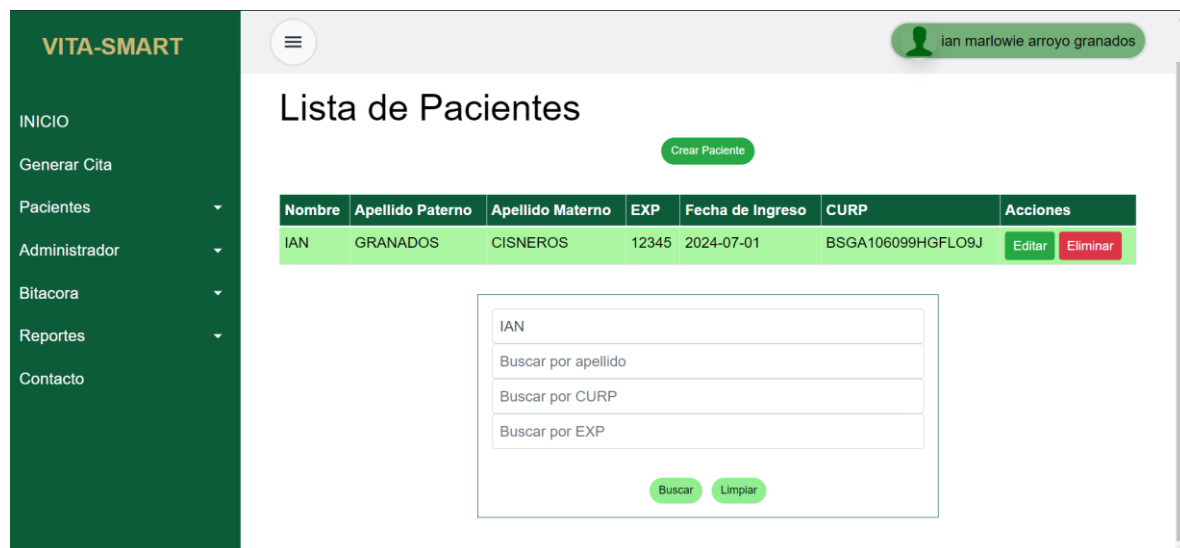 VITA-SMART
ian marlowie arroyo granados
INICIO
Generar Cita
Pacientes
Administrador
Bitacora
Reportes
Contacto
Lista de Pacientes
Crear Paciente
Nombre Apellido Paterno Apellido Materno EXP Fecha de Ingreso CURP Acciones
IAN GRANADOS CISNEROS 12345 2024-07-01 BSGA106099HGFLO9J Editar Eliminar
IAN
Buscar por apellido
Buscar por CURP
Buscar por EXP
Buscar Limpiar